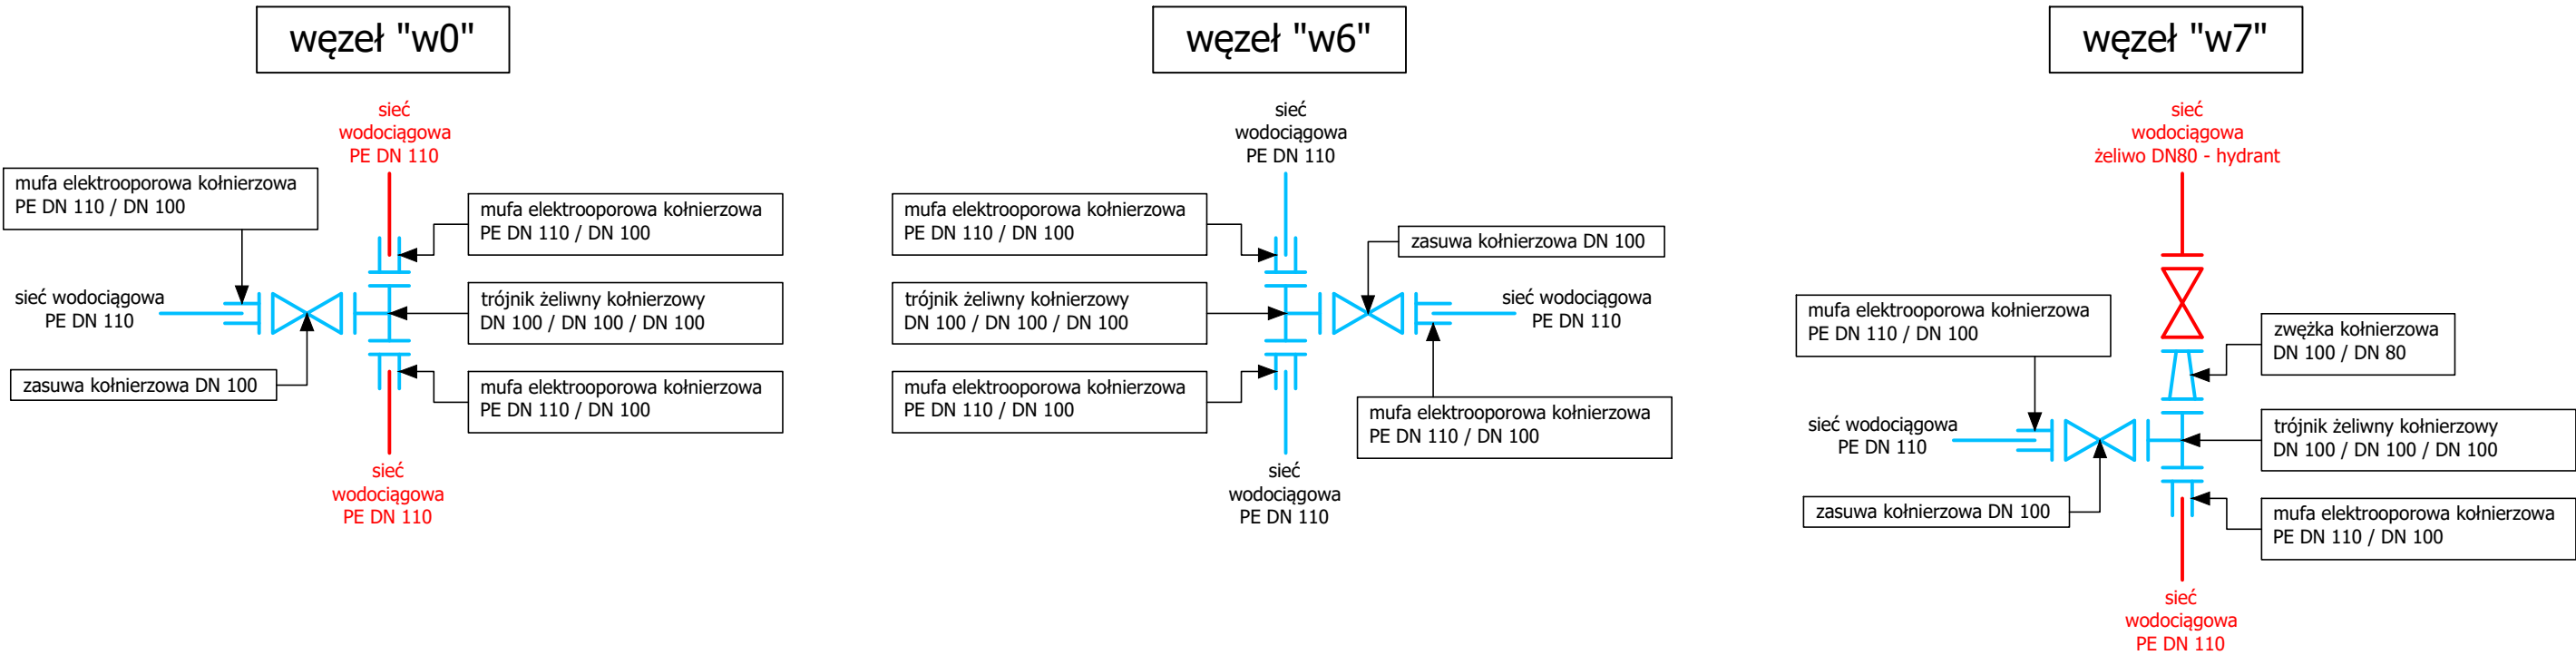 węzeł "w0"
sieć
wodociągowa
PE DN 110
mufa elektrooporowa kołnierzowa
PE DN 110 / DN 100
mufa elektrooporowa kołnierzowa
PE DN 110 / DN 100
sieć wodociągowa
PE DN 110
trójnik żeliwny kołnierzowy
DN 100 / DN 100 / DN 100
zasuwa kołnierzowa DN 100
mufa elektrooporowa kołnierzowa
PE DN 110 / DN 100
sieć
wodociągowa
PE DN 110
węzeł "w6"
sieć
wodociągowa
PE DN 110
mufa elektrooporowa kołnierzowa
PE DN 110 / DN 100
zasuwa kołnierzowa DN 100
trójnik żeliwny kołnierzowy
DN 100 / DN 100 / DN 100
sieć wodociągowa
PE DN 110
mufa elektrooporowa kołnierzowa
PE DN 110 / DN 100
mufa elektrooporowa kołnierzowa
PE DN 110 / DN 100
sieć
wodociągowa
PE DN 110
węzeł "w7"
sieć
wodociągowa
żeliwo DN80 - hydrant
mufa elektrooporowa kołnierzowa
PE DN 110 / DN 100
zwężka kołnierzowa
DN 100 / DN 80
sieć wodociągowa
PE DN 110
trójnik żeliwny kołnierzowy
DN 100 / DN 100 / DN 100
zasuwa kołnierzowa DN 100
mufa elektrooporowa kołnierzowa
PE DN 110 / DN 100
sieć
wodociągowa
PE DN 110